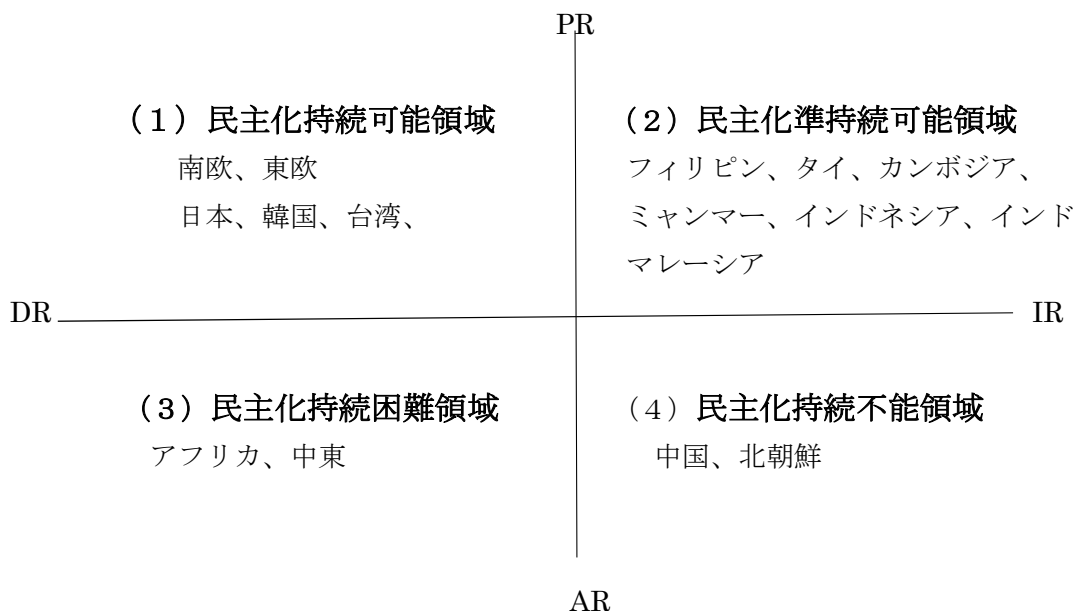 PR
（１）民主化持続可能領域
南欧、東欧
日本、韓国、台湾、
（２）民主化準持続可能領域
フィリピン、タイ、カンボジア、
ミャンマー、インドネシア、インド
マレーシア
DR
IR
（３）民主化持続困難領域
アフリカ、中東
（4）民主化持続不能領域
中国、北朝鮮
AR